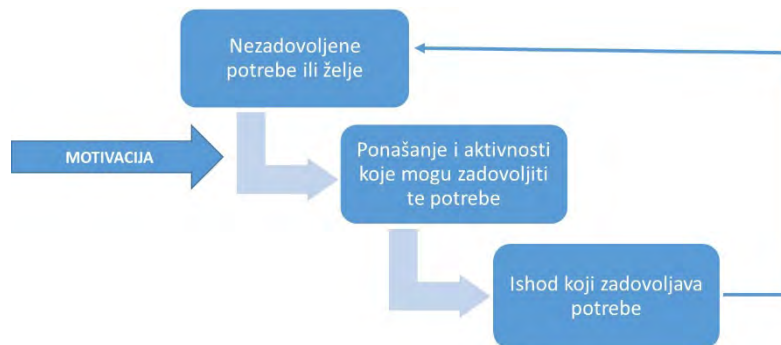 Nezadovoljene
potrebe ili želje
MOTIVACIJA
Ponašanje i aktivnosti
koje mogu zadovoljiti
te potrebe
Ishod koji zadovoljava
potrebe